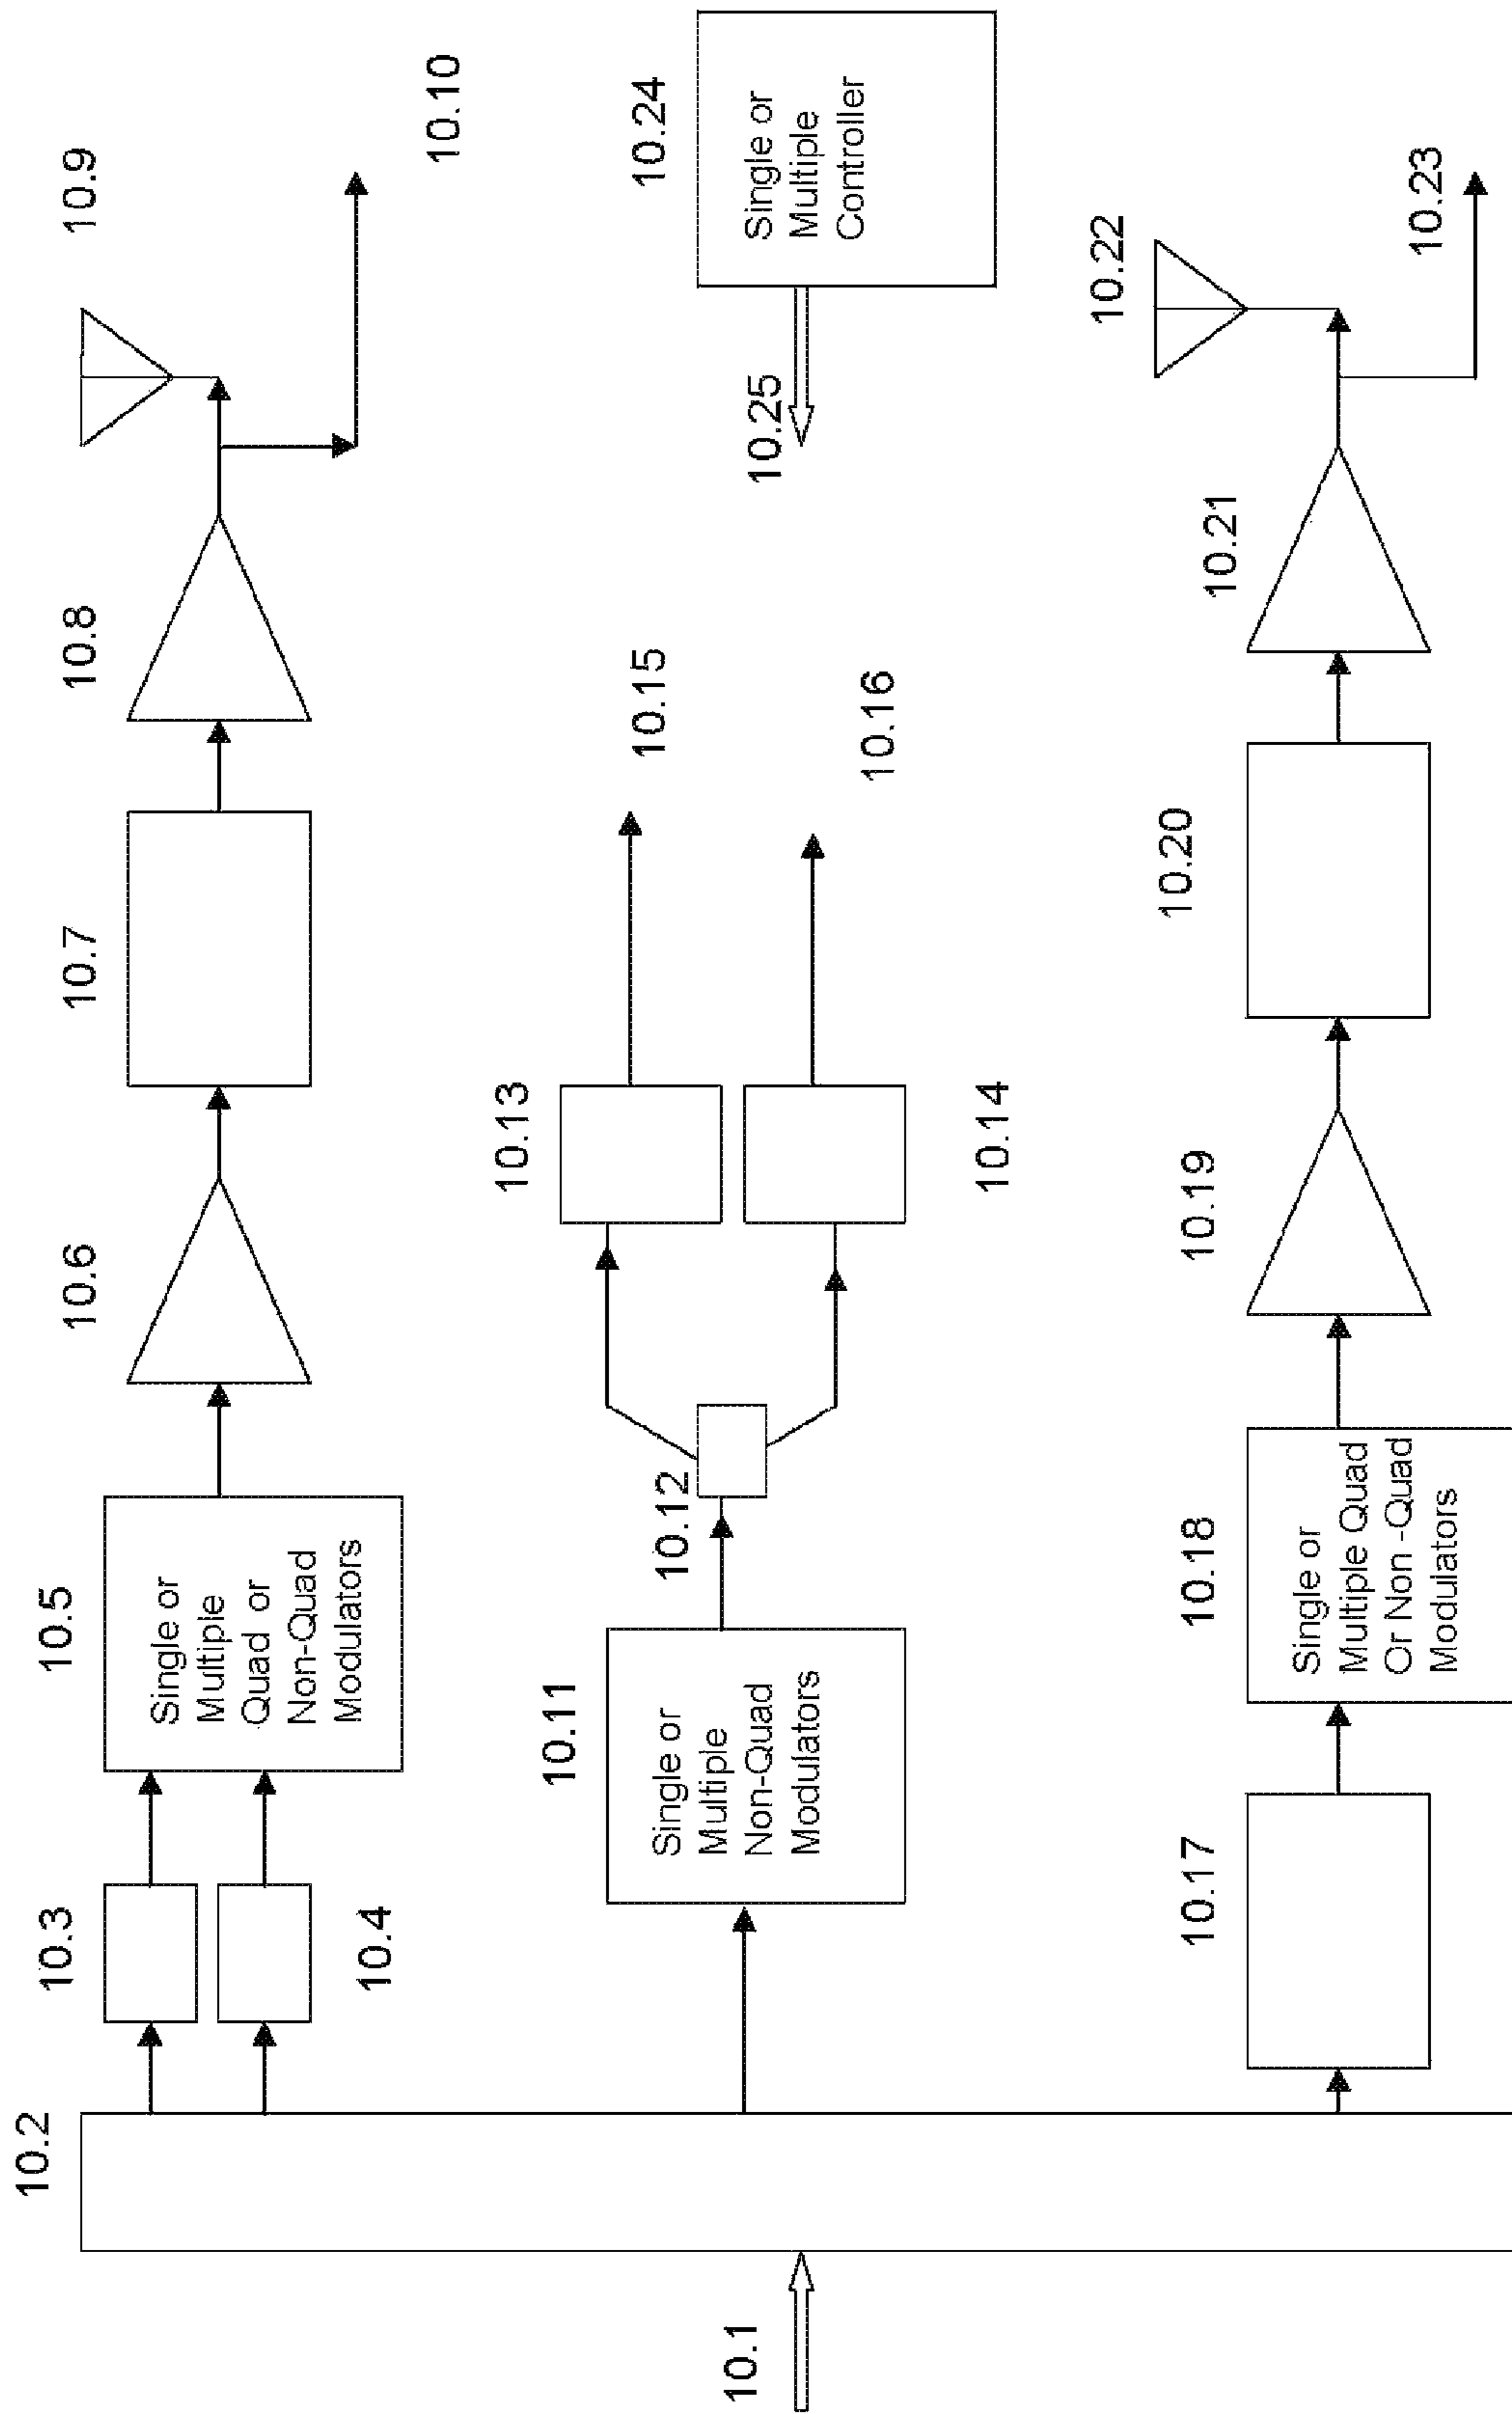 10.1
10.2
10.3
10.4
10.5
Single or
Multiple
Quad or
Non-Quad
Modulators
10.6
10.7
10.8
10.9
10.10
10.11
Single or
Multiple
Non-Quad
Modulators
10.12
10.13
10.14
10.15
10.16
10.17
10.18
Single or
Multiple Quad
Or Non -Quad
Modulators
10.19
10.20
10.21
10.22
10.23
10.24
Single or
Multiple
Controller
10.25